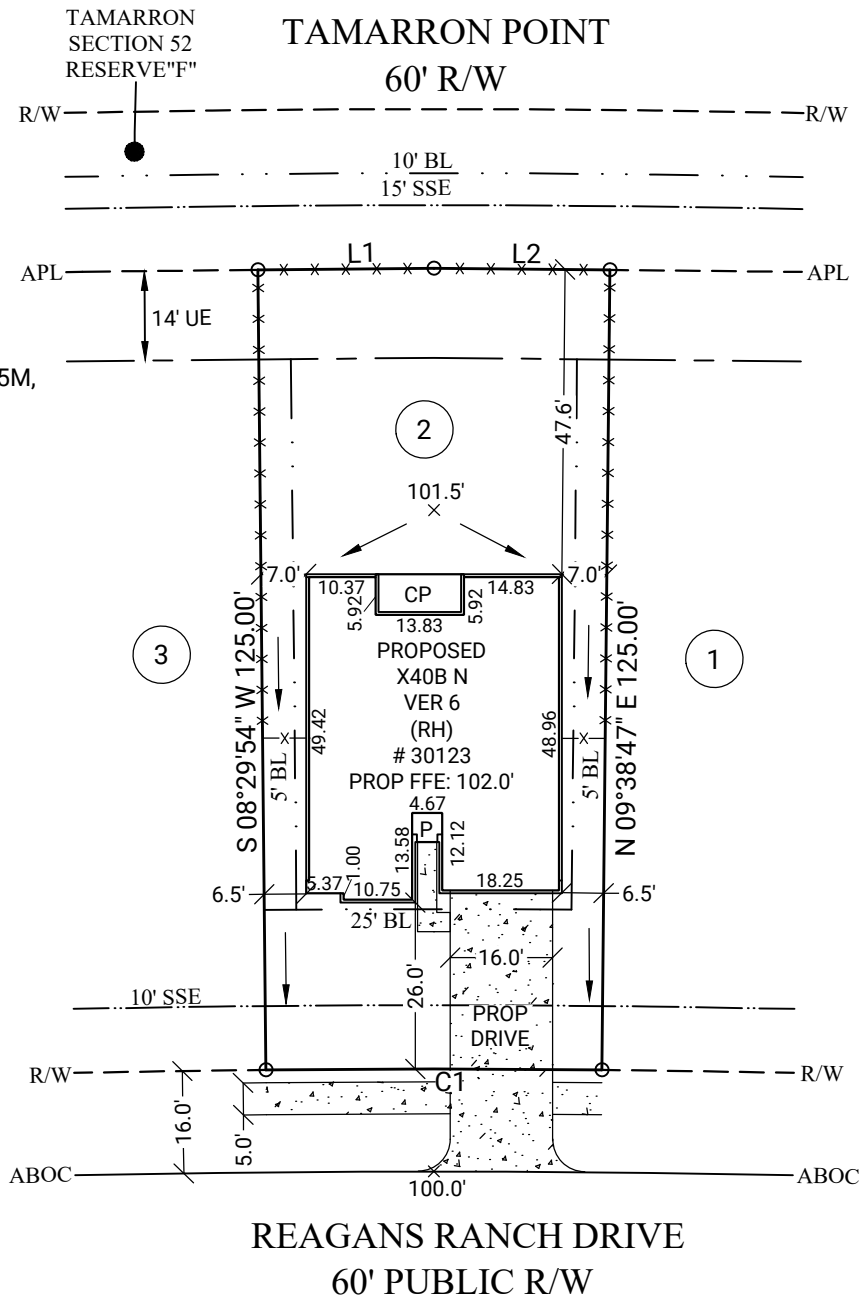 TAMARRON
SECTION 52
RESERVE"F"
TAMARRON POINT
60' R/W
R/W
R/W
10' BL
15' SSE
L1
L2
APL
APL
14' UE
5M,
2
47.6'
101.5'
7.0'
7.0'
10.37
CP
14.83
5.92
5.92
13.83
PROPOSED
X40B N
VER 6
(RH)
# 30123
PROP FFE: 102.0'
3
1
S 08°29'54" W 125.00'
N 09°38'47" E 125.00'
49.42
48.96
5' BL
5' BL
4.67
P
13.58
12.12
1.00
5.37
10.75
18.25
6.5'
6.5'
25' BL
16.0'
26.0'
10' SSE
PROP
DRIVE
R/W
R/W
C1
16.0'
5.0'
ABOC
ABOC
100.0'
REAGANS RANCH DRIVE
60' PUBLIC R/W